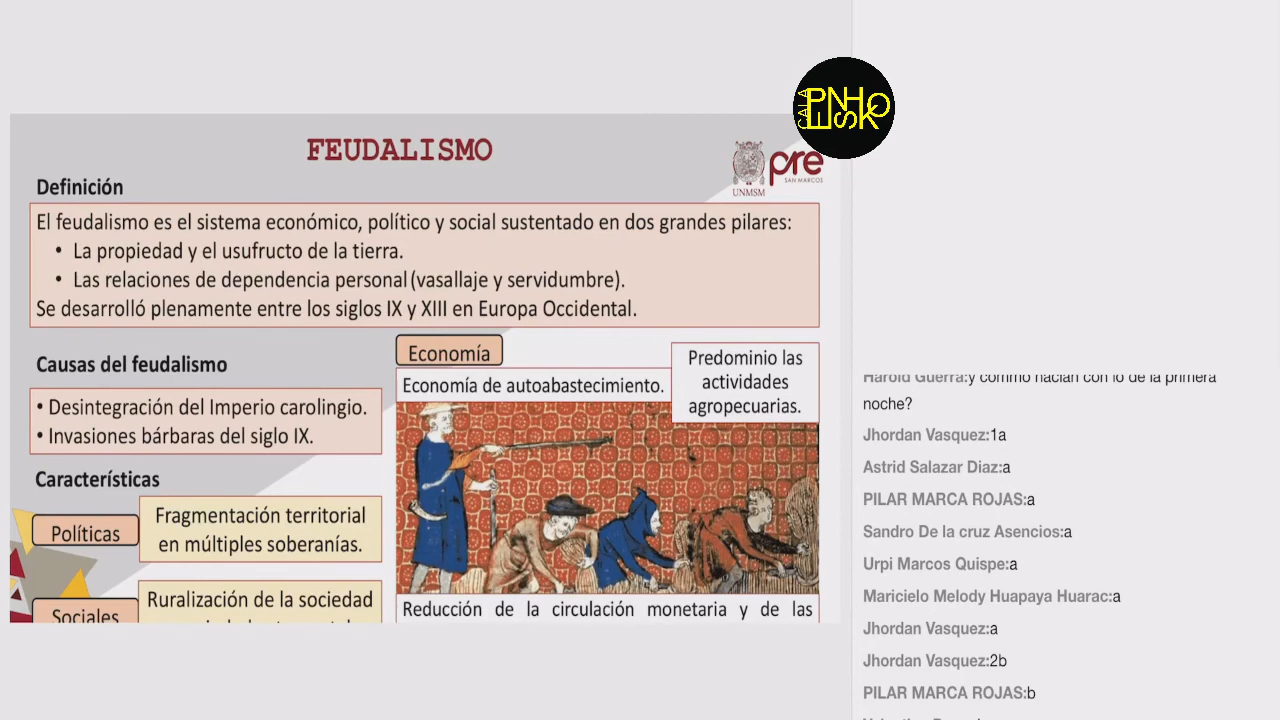 CALA
PEN
HO
ESK
FEUDALISMO
UNMSM
pre
SAN MARCOS
Definición
El feudalismo es el sistema económico, político y social sustentado en dos grandes pilares:
• La propiedad y el usufructo de la tierra.
• Las relaciones de dependencia personal (vasallaje y servidumbre).
Se desarrolló plenamente entre los siglos IX y XIII en Europa Occidental.
Causas del feudalismo
• Desintegración del Imperio carolingio.
• Invasiones bárbaras del siglo IX.
Características
Políticas
Fragmentación territorial
en múltiples soberanías.
Sociales
Ruralización de la sociedad
Economía
Economía de autoabastecimiento.
Predominio las
actividades
agropecuarias.
Reducción de la circulación monetaria y de las
Harold Guerra:y commo hacian con lo de la primera
noche?
Jhordan Vasquez:1a
Astrid Salazar Diaz:a
PILAR MARCA ROJAS:a
Sandro De la cruz Asencios:a
Urpi Marcos Quispe:a
Maricielo Melody Huapaya Huarac:a
Jhordan Vasquez:a
Jhordan Vasquez:2b
PILAR MARCA ROJAS:b